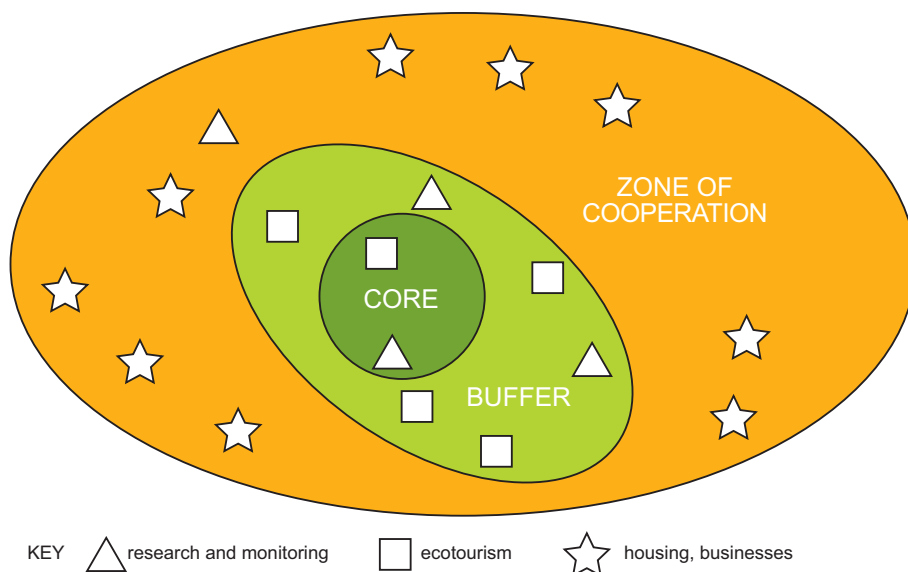 ZONE OF
COOPERATION
CORE
BUFFER
KEY research and monitoring ecotourism housing, businesses